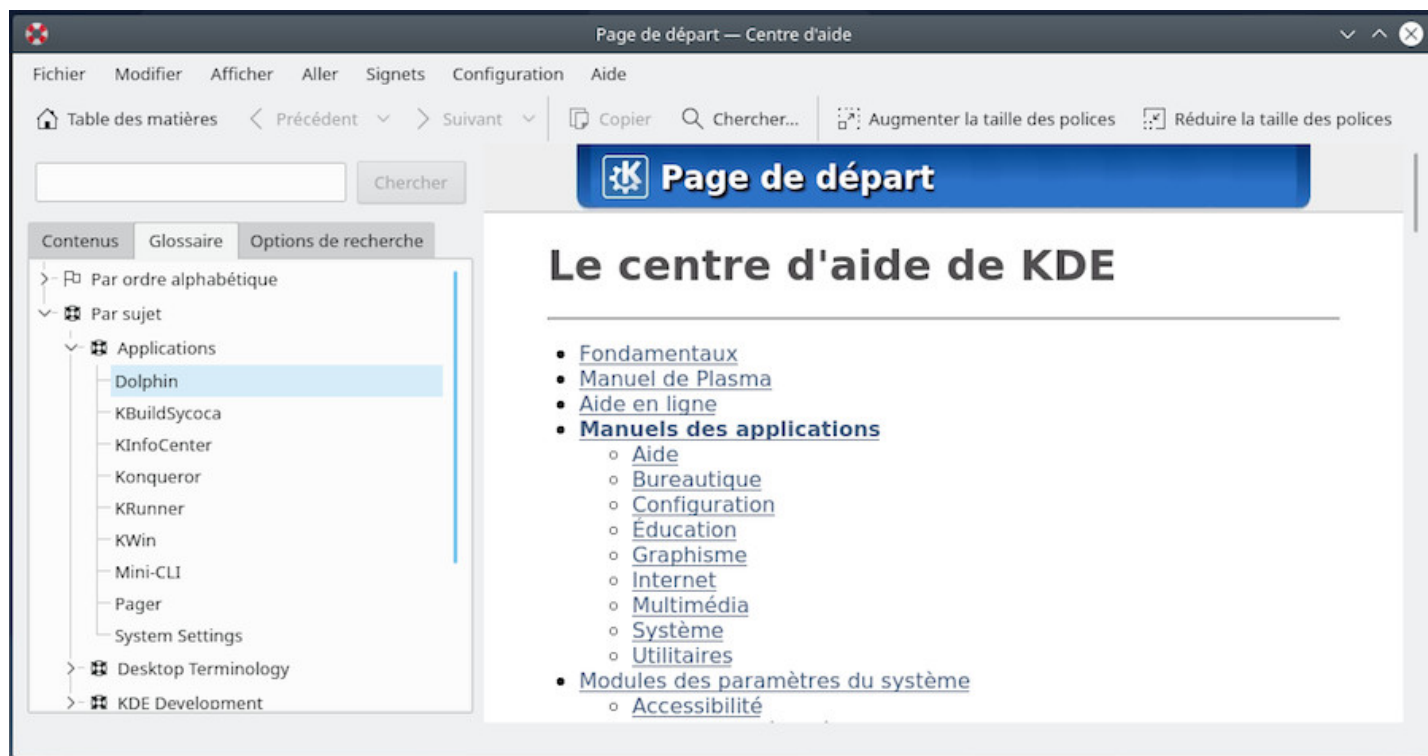 Page de départ — Centre d'aide
Fichier Modifier Afficher Aller Signets Configuration Aide
Table des matières Précédent Suivant Copier Chercher... Augmenter la taille des polices Réduire la taille des polices
Chercher
Contenus Glossaire Options de recherche
Par ordre alphabétique
Par sujet
Applications
Dolphin
KBuildSycoca
KInfoCenter
Konqueror
KRunner
KWin
Mini-CLI
Pager
System Settings
Desktop Terminology
KDE Development
Page de départ
Le centre d'aide de KDE
Fondamentaux
Manuel de Plasma
Aide en ligne
Manuels des applications
Aide
Bureautique
Configuration
Éducation
Graphisme
Internet
Multimédia
Système
Utilitaires
Modules des paramètres du système
Accessibilité